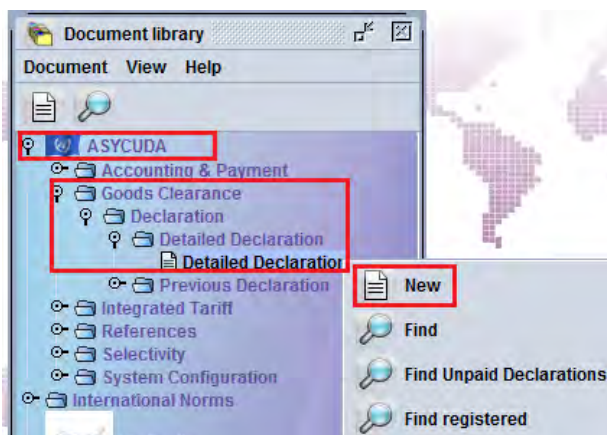 Document library
Document View Help
ASYCUDA
Accounting & Payment
Goods Clearance
Declaration
Detailed Declaration
Detailed Declaration
Previous Declaration
Integrated Tariff
References
Selectivity
System Configuration
International Norms
New
Find
Find Unpaid Declarations
Find registered